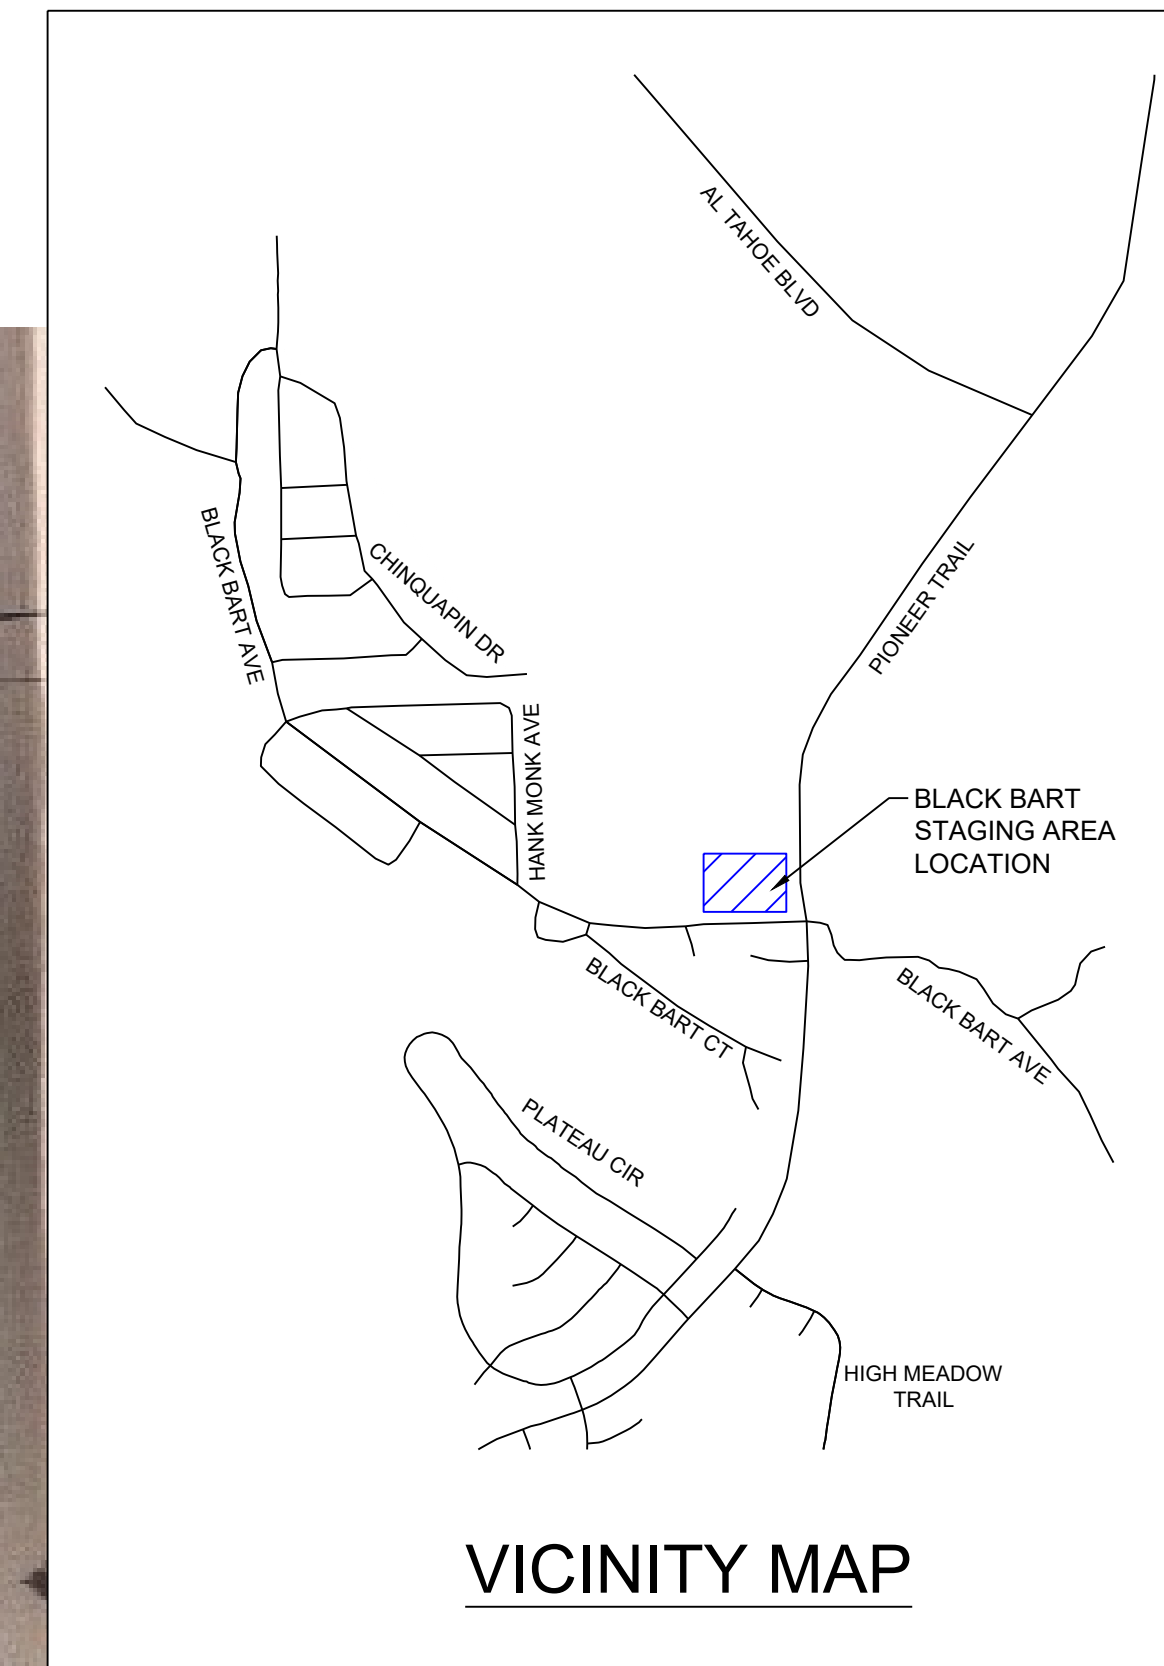 AL TAHOE BLVD
BLACK BART AVE
CHINQUAPIN DR
PIONEER TRAIL
HANK MONK AVE
BLACK BART
STAGING AREA
LOCATION
BLACK BART CT
BLACK BART AVE
PLATEAU CIR
HIGH MEADOW
TRAIL
VICINITY MAP